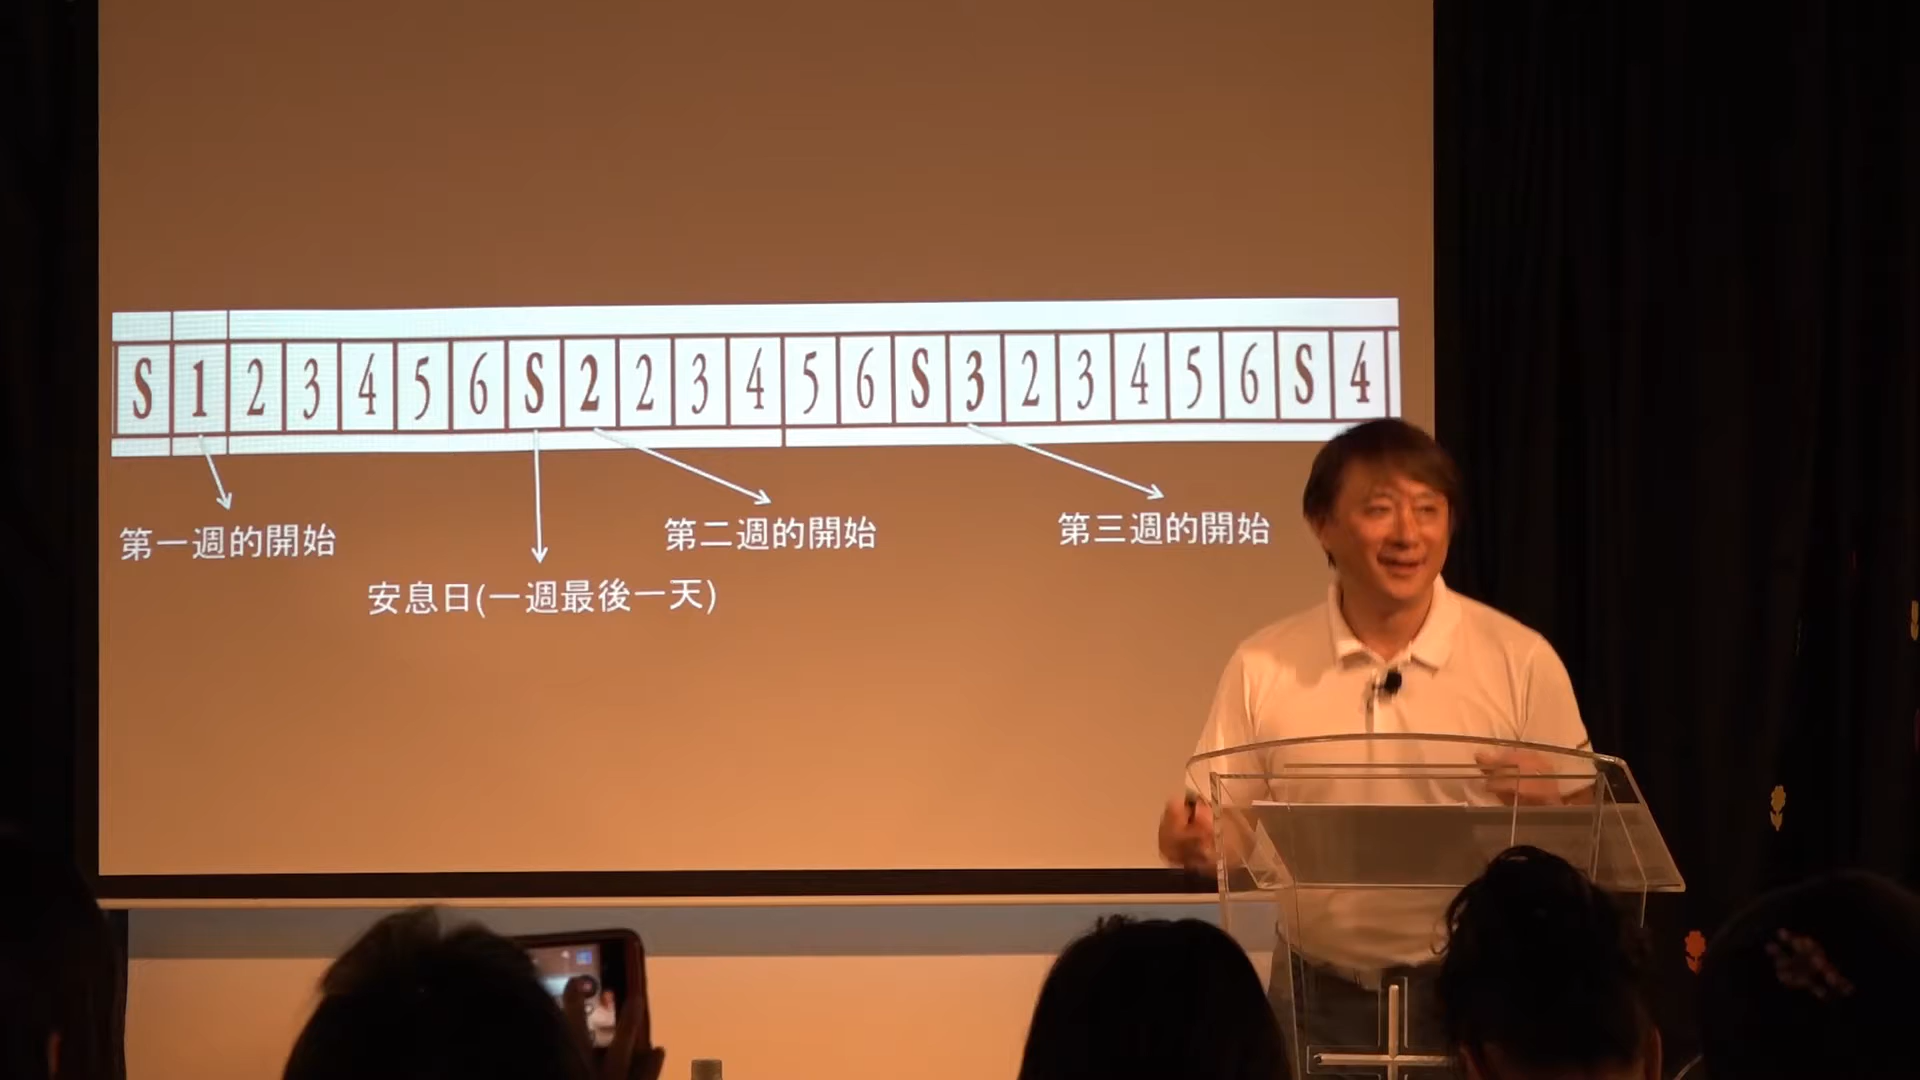 S 1 2 3 4 5 6 S 2 2 3 4 5 6 S 3 2 3 4 5 6 S 4
第一週的開始
第二週的開始
第三週的開始
安息日(一週最後一天)